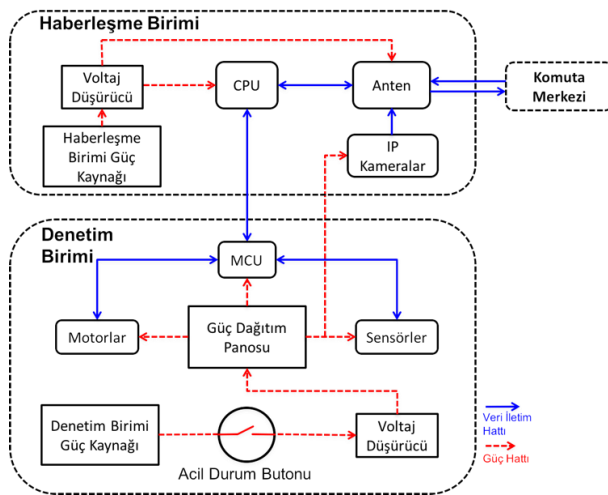 Haberleşme Birimi
Voltaj
Düşürücü
CPU
Anten
Komuta
Merkezi
Haberleşme
Birimi Güç
Kaynağı
IP
Kameralar
Denetim
Birimi
MCU
Motorlar
Güç Dağıtım
Panosu
Sensörler
Denetim Birimi
Güç Kaynağı
Voltaj
Düşürücü
Acil Durum Butonu
Veri İletim
Hattı
Güç Hattı